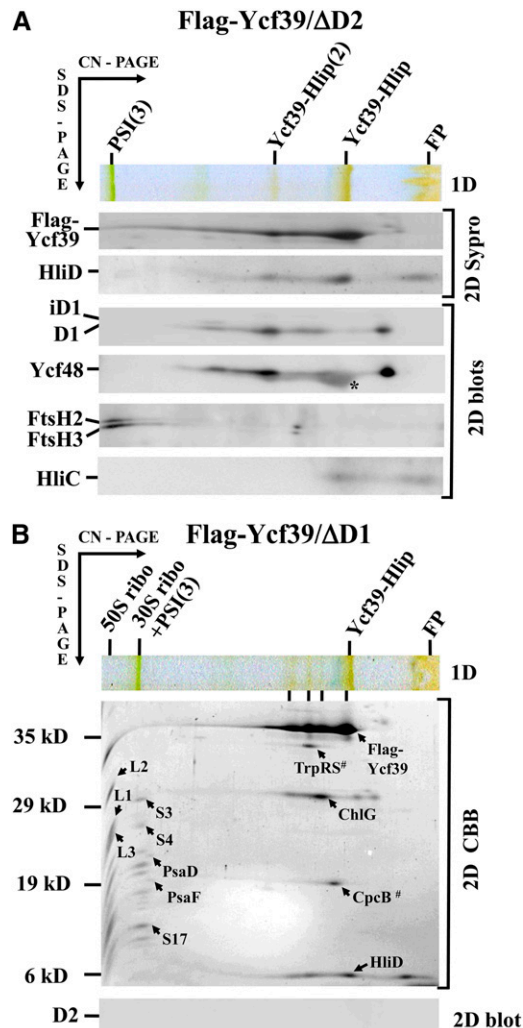 A
Flag-Ycf39/ΔD2
CN - PAGE
SDS-PAGE
PSI(3)
Ycf39-Hlip(2)
Ycf39-Hlip
FP
1D
Flag-
Ycf39
HliD
2D Sypro
iD1
D1
Ycf48
*
FtsH2
FtsH3
HliC
2D blots
B
Flag-Ycf39/ΔD1
CN - PAGE
SDS-PAGE
50S ribo
30S ribo
+PSI(3)
Ycf39-Hlip
FP
1D
35 kD
29 kD
19 kD
6 kD
Flag-
Ycf39
TrpRS#
L2
L1
S3
ChlG
S4
L3
PsaD
PsaF
CpcB #
S17
HliD
2D CBB
D2
2D blot